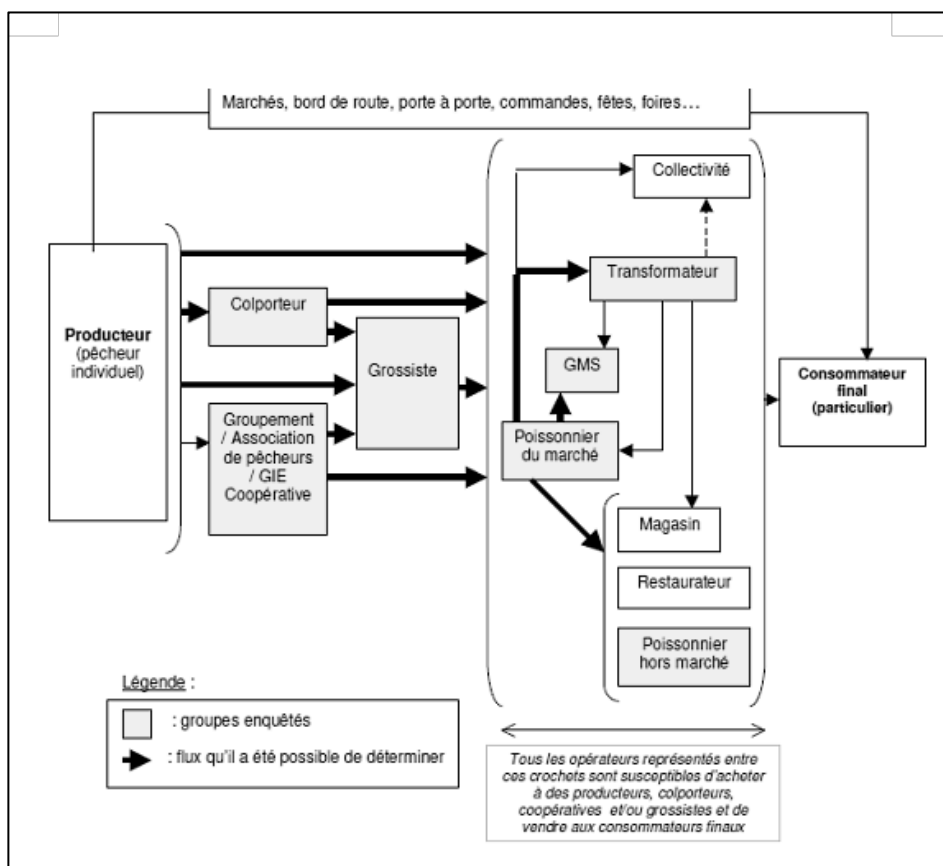 Marchés, bord de route, porte à porte, commandes, fêtes, foires…
Collectivité
Transformateur
Colporteur
Producteur
(pêcheur
individuel)
Grossiste
GMS
Consommateur
final
(particulier)
Groupement
/ Association
de pêcheurs
/ GIE
Coopérative
Poissonnier
du marché
Magasin
Restaurateur
Poissonnier
hors marché
Légende :
: groupes enquêtés
: flux qu'il a été possible de déterminer
Tous les opérateurs représentés entre
ces crochets sont susceptibles d'acheter
à des producteurs, colporteurs,
coopératives et/ou grossistes et de
vendre aux consommateurs finaux